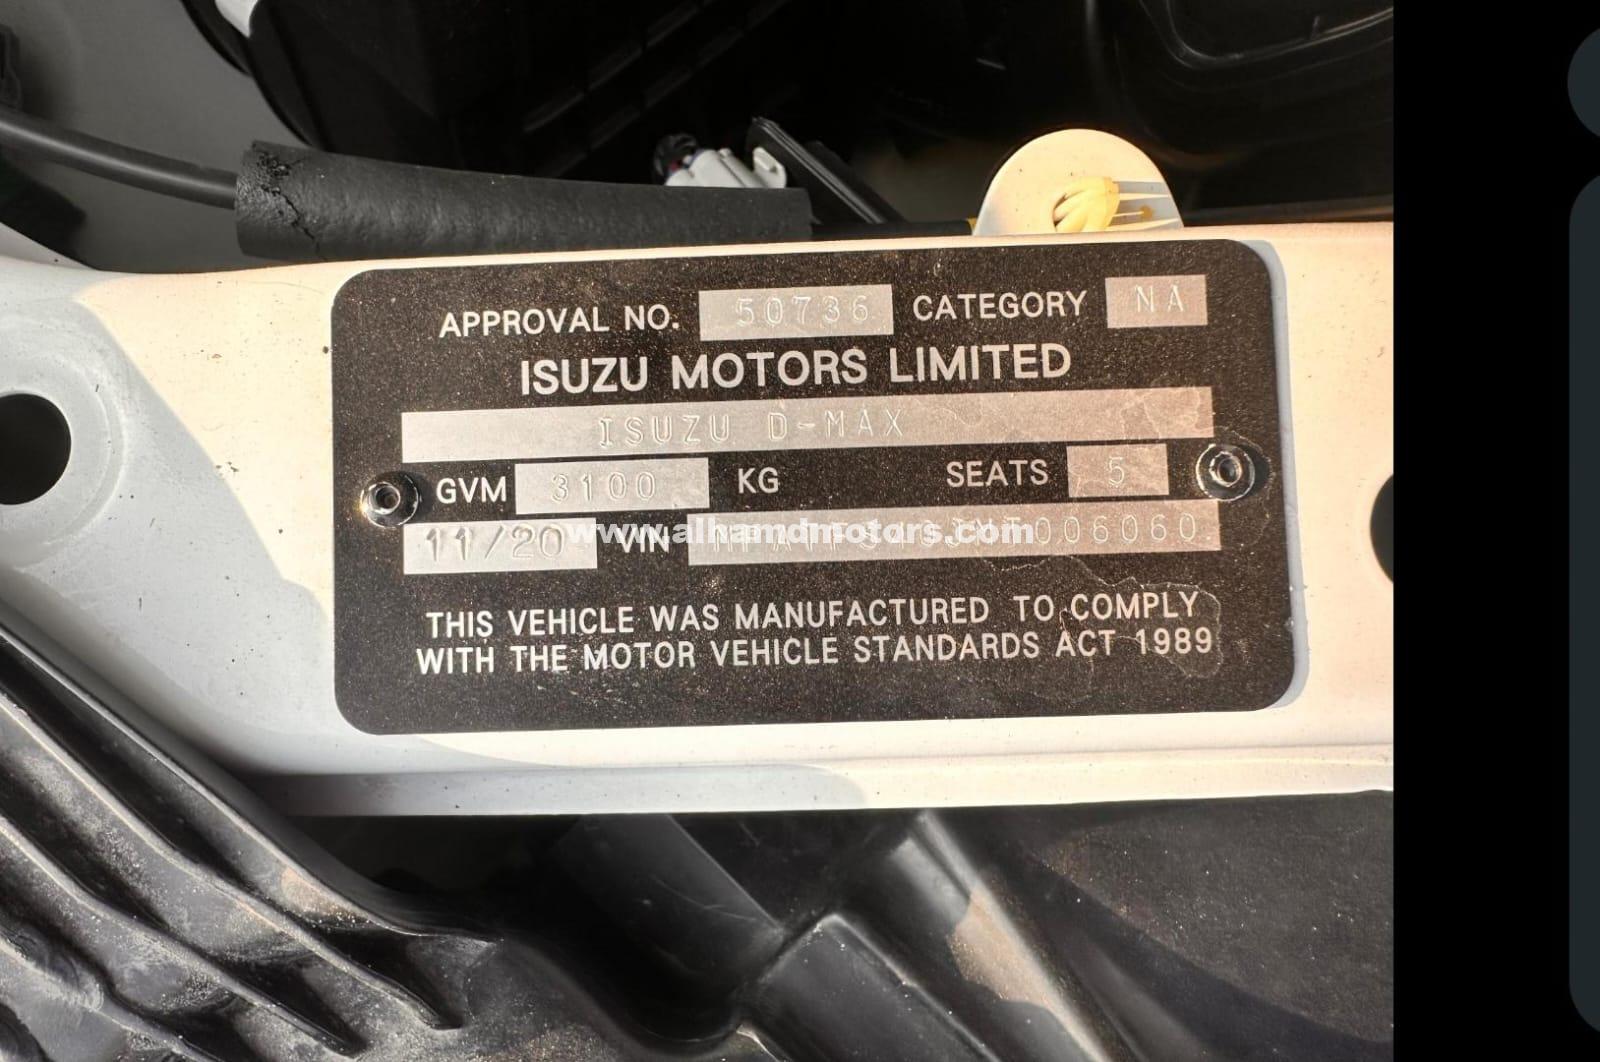 APPROVAL NO. 50736 CATEGORY NA
ISUZU MOTORS LIMITED
ISUZU D-MAX
GVM 3100 KG SEATS 5
11/20 VIN 006060
www.alhamdmotors.com
THIS VEHICLE WAS MANUFACTURED TO COMPLY
WITH THE MOTOR VEHICLE STANDARDS ACT 1989